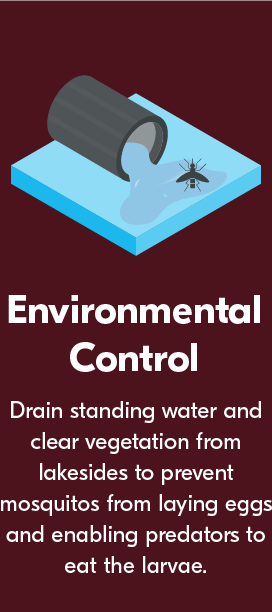 Environmental
Control
Drain standing water and
clear vegetation from
lakesides to prevent
mosquitos from laying eggs
and enabling predators to
eat the larvae.